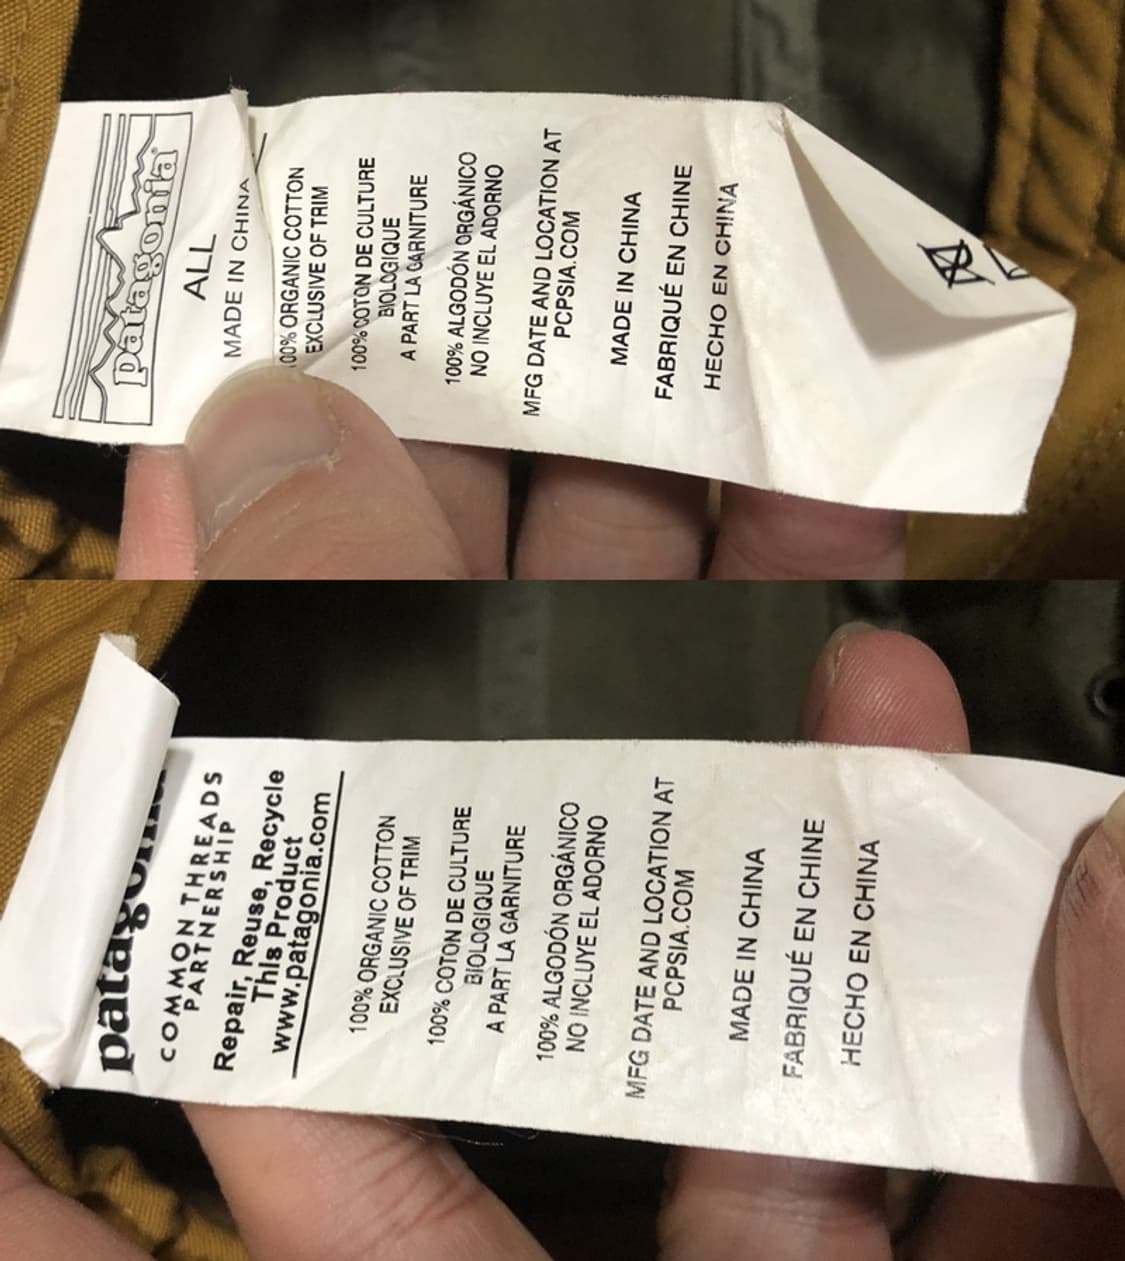 patagonia®
ALL
MADE IN CHINA
00% ORGANIC COTTON
EXCLUSIVE OF TRIM
100% COTON DE CULTURE
BIOLOGIQUE
A PART LA GARNITURE
100% ALGODÓN ORGÁNICO
NO INCLUYE EL ADORNO
MFG DATE AND LOCATION AT
PCPSIA.COM
MADE IN CHINA
FABRIQUÉ EN CHINE
HECHO EN CHINA
patagonia
COMMON THREADS
PARTNERSHIP
Repair, Reuse, Recycle
This Product
www.patagonia.com
100% ORGANIC COTTON
EXCLUSIVE OF TRIM
100% COTON DE CULTURE
BIOLOGIQUE
A PART LA GARNITURE
100% ALGODÓN ORGÁNICO
NO INCLUYE EL ADORNO
MFG DATE AND LOCATION AT
PCPSIA.COM
MADE IN CHINA
FABRIQUÉ EN CHINE
HECHO EN CHINA